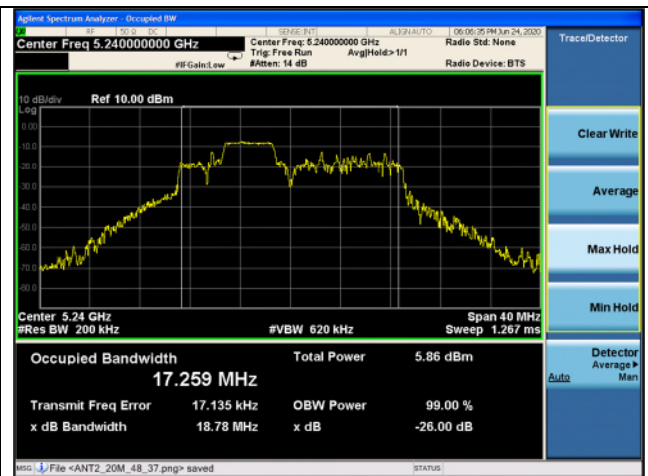 Agilent Spectrum Analyzer - Occupied BW
RF 50 Ω DC SENSE:INT ALIGN AUTO 06:06:35 PM Jun 24, 2020
Center Freq 5.240000000 GHz
Center Freq: 5.240000000 GHz
Radio Std: None
Trig: Free Run Avg|Hold:>1/1
#IFGain:Low #Atten: 14 dB Radio Device: BTS
Trace/Detector
10 dB/div Ref 10.00 dBm
Log
0.00
-10.0
-20.0
-30.0
-40.0
-50.0
-60.0
-70.0
-80.0
Clear Write
Average
Max Hold
Min Hold
Detector
Average
Auto Man
Center 5.24 GHz Span 40 MHz
#Res BW 200 kHz #VBW 620 kHz Sweep 1.267 ms
Occupied Bandwidth Total Power 5.86 dBm
17.259 MHz
Transmit Freq Error 17.135 kHz OBW Power 99.00 %
x dB Bandwidth 18.78 MHz x dB -26.00 dB
MSG File <ANT2_20M_48_37.png> saved STATUS